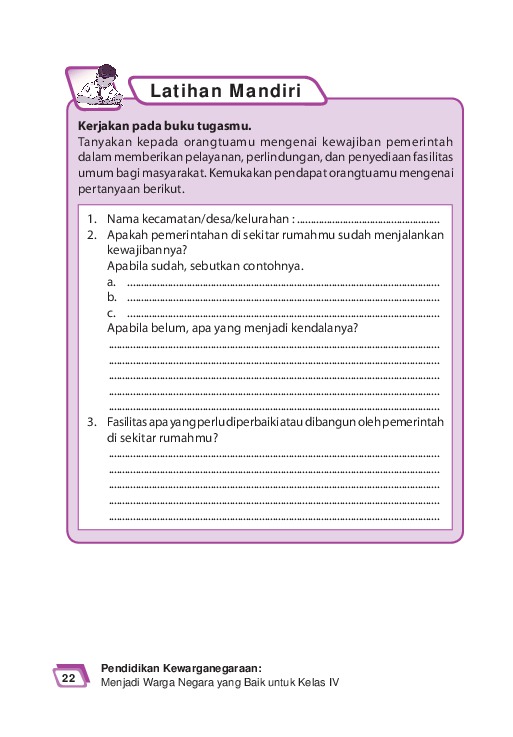 Latihan Mandiri
Kerjakan pada buku tugasmu.
Tanyakan kepada orangtuamu mengenai kewajiban pemerintah
dalam memberikan pelayanan, perlindungan, dan penyediaan fasilitas
umum bagi masyarakat. Kemukakan pendapat orangtuamu mengenai
pertanyaan berikut.
1. Nama kecamatan/desa/kelurahan : ....................................................
2. Apakah pemerintahan di sekitar rumahmu sudah menjalankan
kewajibannya?
Apabila sudah, sebutkan contohnya.
a. ....................................................
b. ....................................................
c. ....................................................
Apabila belum, apa yang menjadi kendalanya?
....................................................
....................................................
....................................................
....................................................
....................................................
3. Fasilitas apa yang perlu diperbaiki atau dibangun oleh pemerintah
di sekitar rumahmu?
....................................................
....................................................
....................................................
....................................................
....................................................
22
Pendidikan Kewarganegaraan:
Menjadi Warga Negara yang Baik untuk Kelas IV